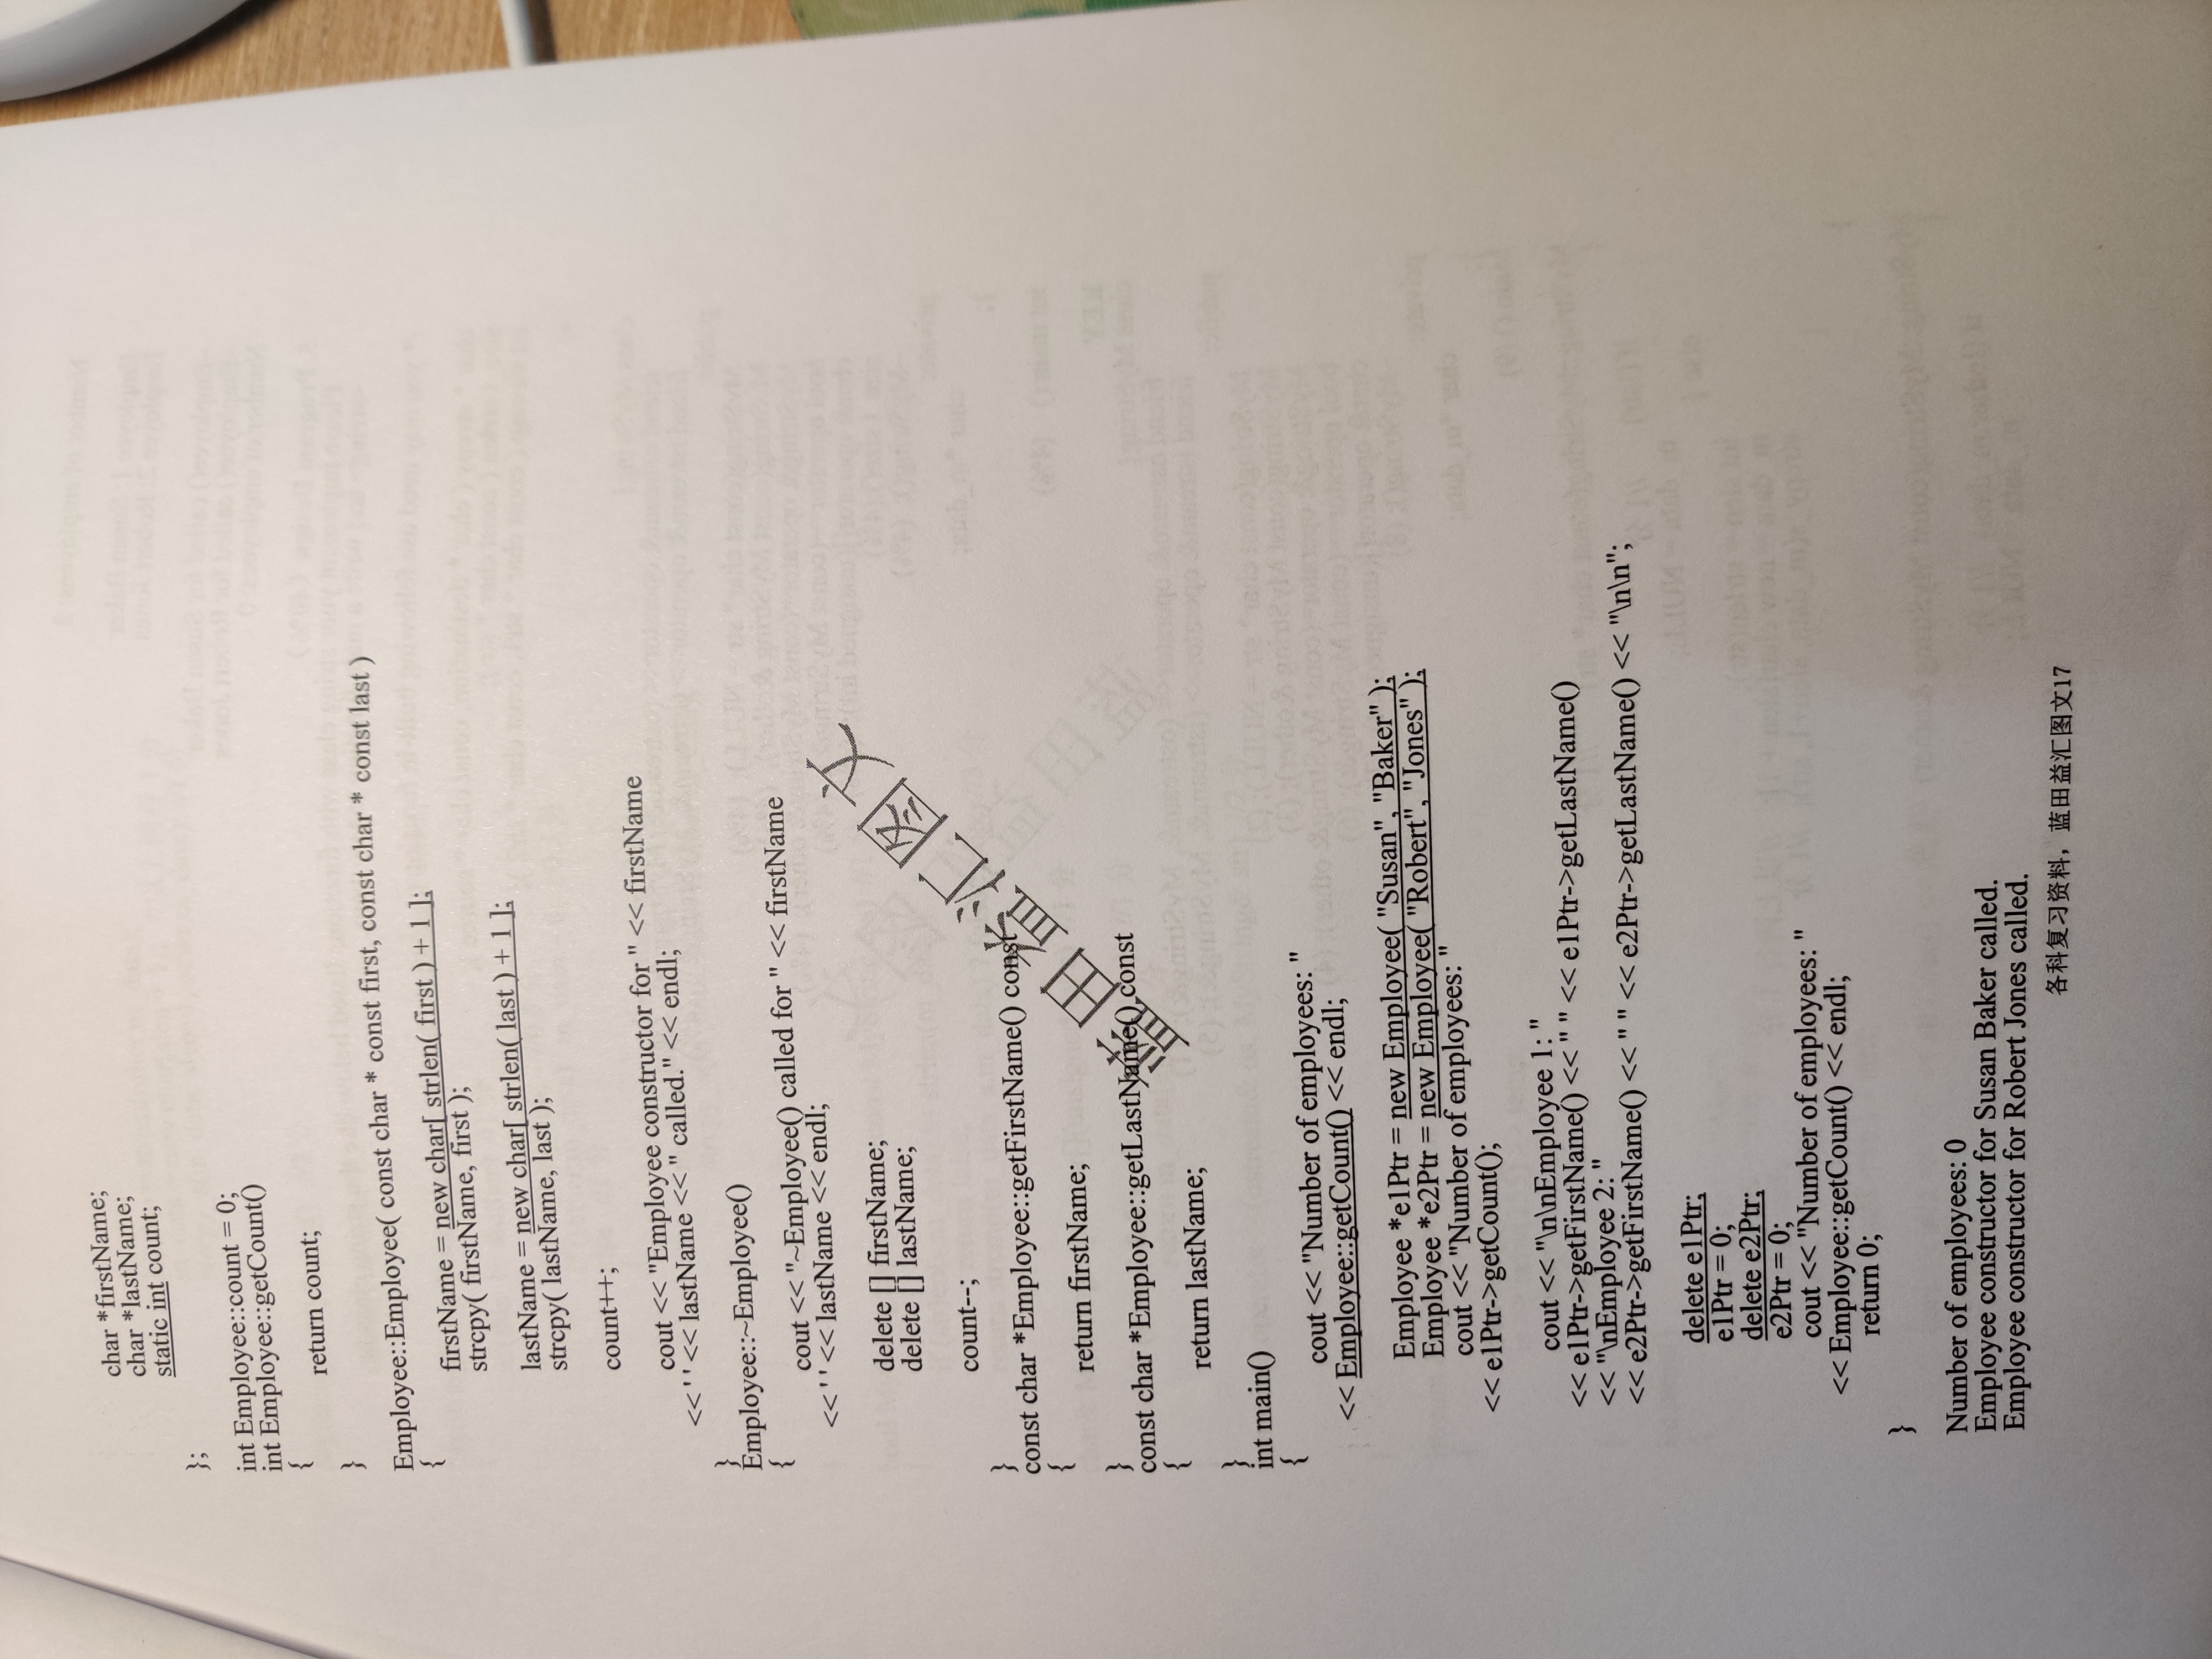 char *firstName;
char *lastName;
static int count;
};
int Employee::count = 0;
int Employee::getCount()
{
return count;
}
Employee::Employee( const char * const first, const char * const last )
{
firstName = new char[ strlen( first ) + 1 ];
strcpy( firstName, first );
lastName = new char[ strlen( last ) + 1 ];
strcpy( lastName, last );
count++;
cout << "Employee constructor for " << firstName
<< ' ' << lastName << " called." << endl;
}
Employee::~Employee()
{
cout << "~Employee() called for " << firstName
<< ' ' << lastName << endl;
delete [] firstName;
delete [] lastName;
count--;
}
const char *Employee::getFirstName() const
{
return firstName;
}
const char *Employee::getLastName() const
{
return lastName;
}
int main()
{
cout << "Number of employees: "
<< Employee::getCount() << endl;
Employee *e1Ptr = new Employee( "Susan", "Baker" );
Employee *e2Ptr = new Employee( "Robert", "Jones" );
cout << "Number of employees: "
<< e1Ptr->getCount();
cout << "\n\nEmployee 1: "
<< e1Ptr->getFirstName() << " " << e1Ptr->getLastName()
<< "\nEmployee 2: "
<< e2Ptr->getFirstName() << " " << e2Ptr->getLastName() << "\n\n";
delete e1Ptr;
e1Ptr = 0;
delete e2Ptr;
e2Ptr = 0;
cout << "Number of employees: "
<< Employee::getCount() << endl;
return 0;
}
Number of employees: 0
Employee constructor for Susan Baker called.
Employee constructor for Robert Jones called.
各科复习资料，蓝田益汇图文17
蓝田益汇图文